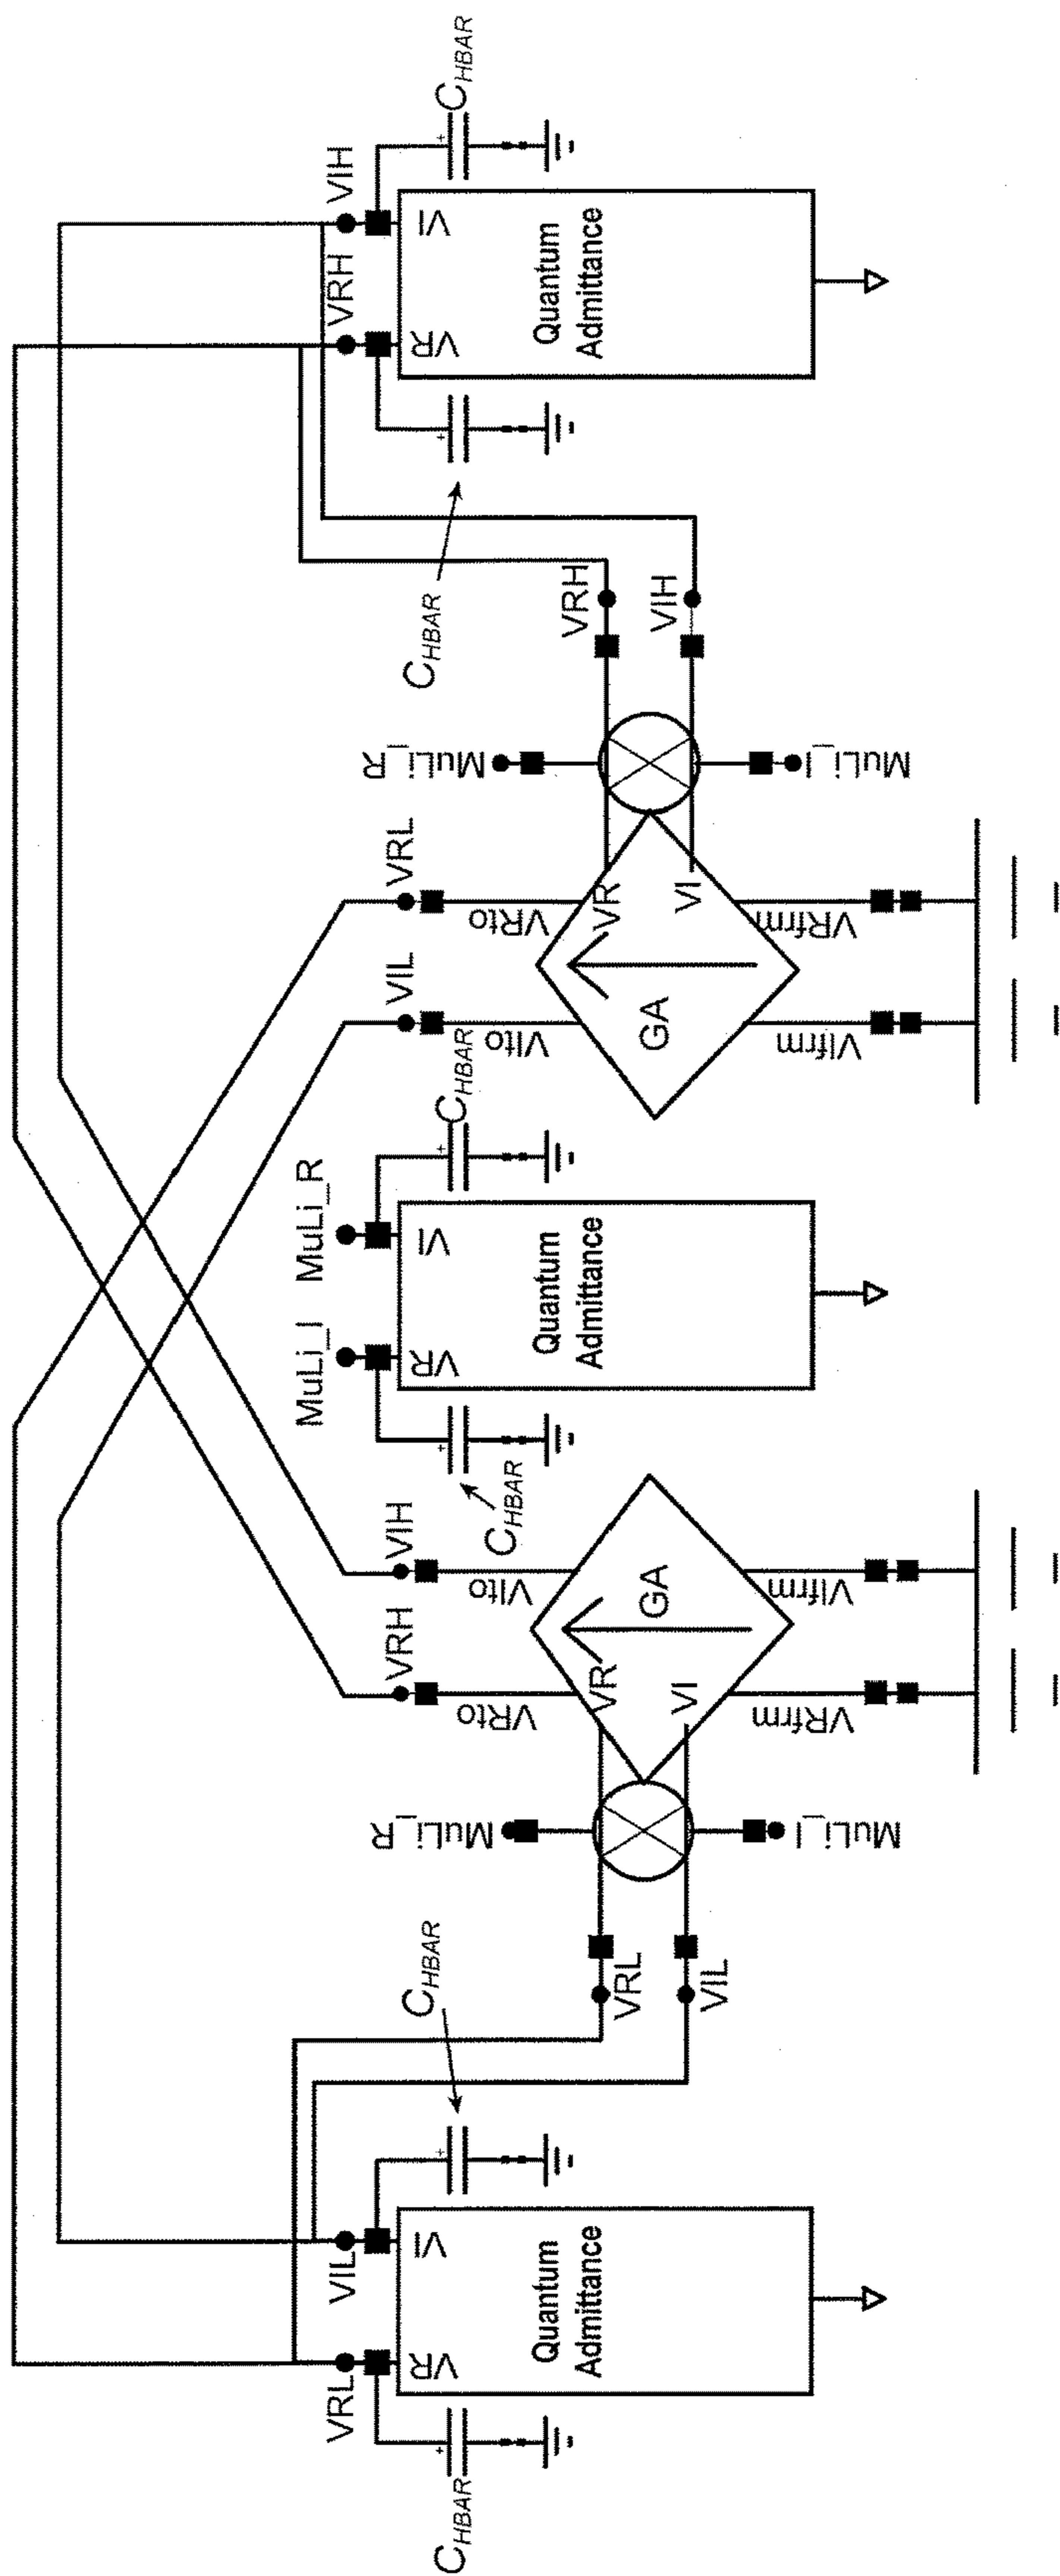 C_HBAR
VRL
VIL
VR
VI
Quantum
Admittance
C_HBAR
VRL
VIL
MuLi_R
MuLi_I
VRH
VIH
VRto
VIto
VR
VI
GA
VRfrm
VIfrm
C_HBAR
MuLi_I
MuLi_R
VR
VI
Quantum
Admittance
C_HBAR
VIL
VRL
VIto
VRto
GA
VR
VI
VIfrm
VRfrm
MuLi_R
MuLi_I
VRH
VIH
C_HBAR
VRH
VIH
VR
VI
Quantum
Admittance
C_HBAR